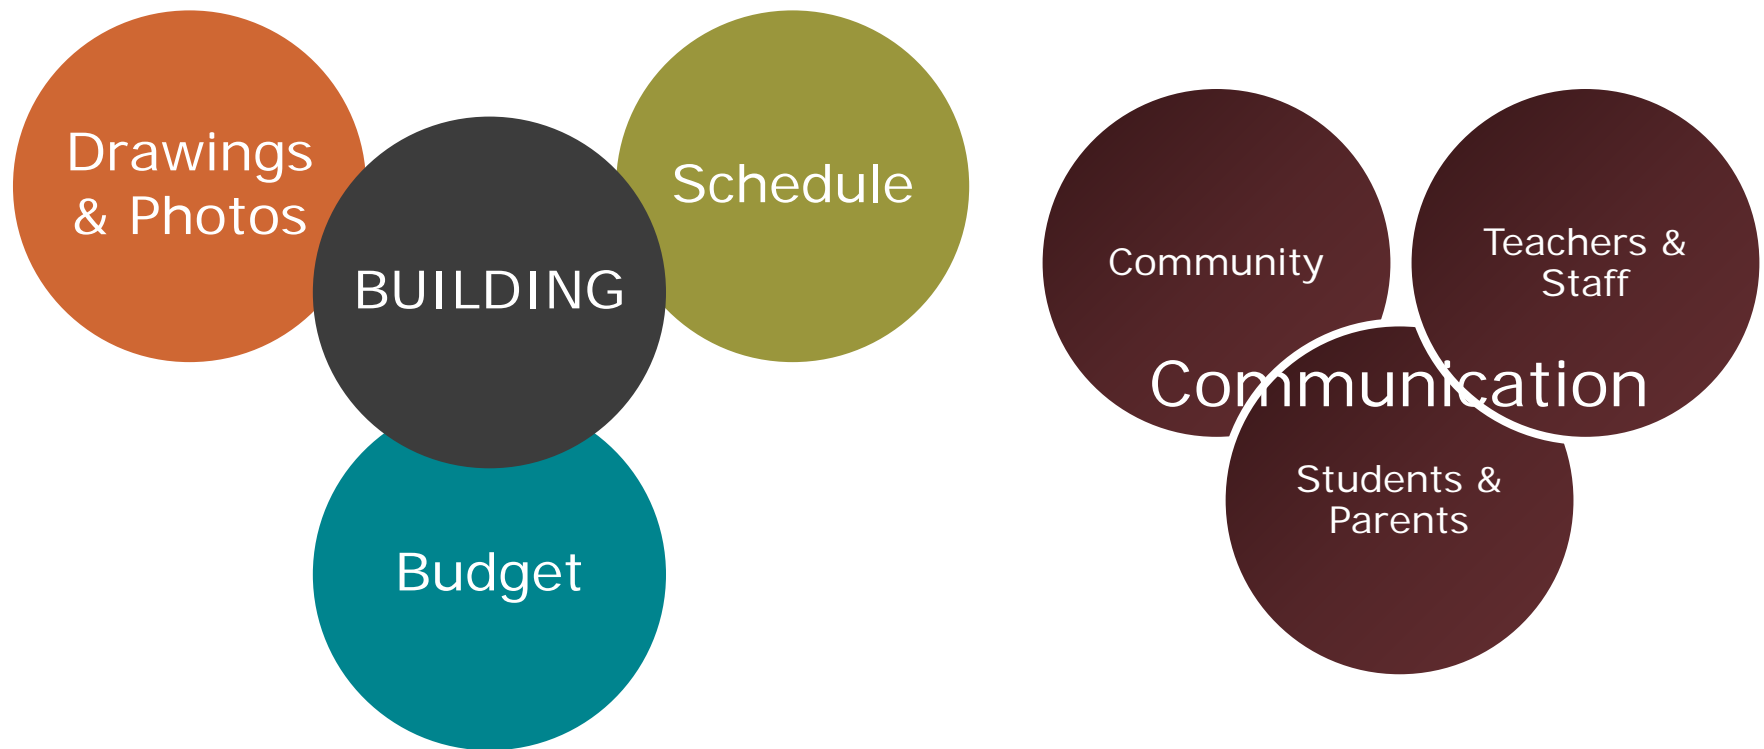 Drawings
& Photos
BUILDING
Schedule
Budget
Community
Teachers &
Staff
Communication
Students &
Parents